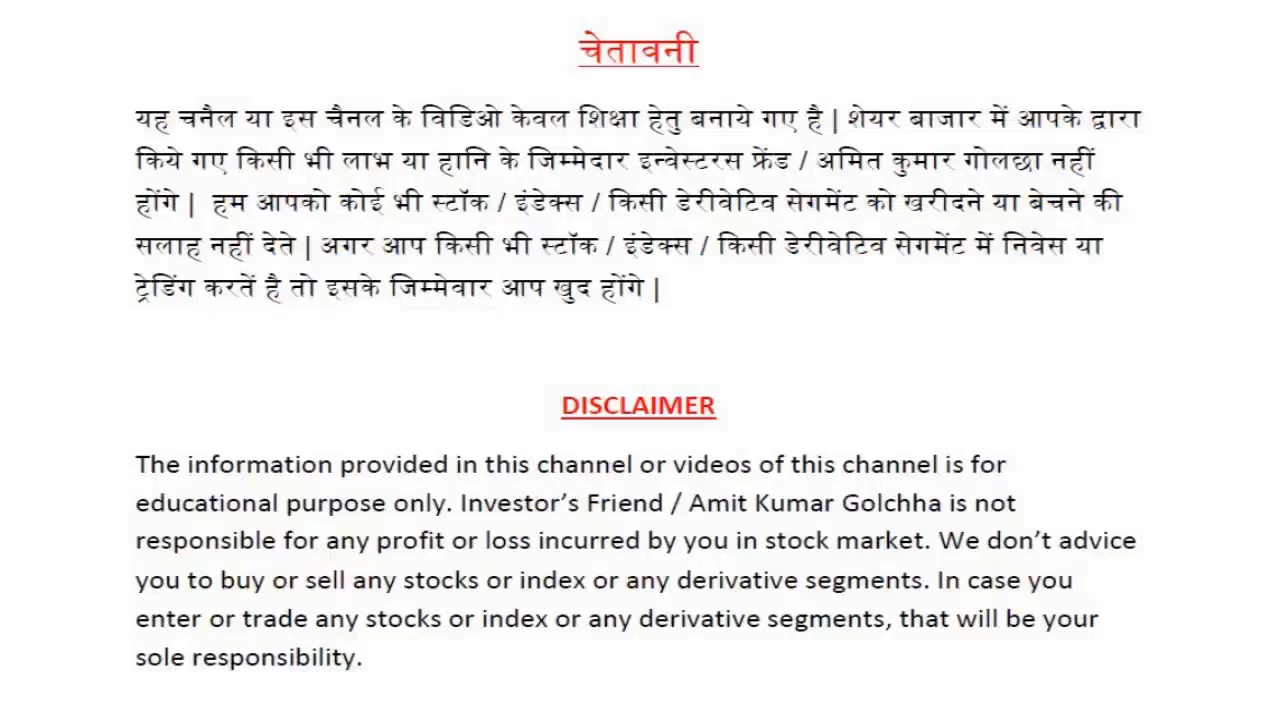 चेतावनी
यह चनैल या इस चैनल के विडिओ केवल शिक्षा हेतु बनाये गए है | शेयर बाजार में आपके द्वारा
किये गए किसी भी लाभ या हानि के जिम्मेदार इन्वेस्टरस फ्रेंड / अमित कुमार गोलछा नहीं
होंगे | हम आपको कोई भी स्टॉक / इंडेक्स / किसी डेरीवेटिव सेगमेंट को खरीदने या बेचने की
सलाह नहीं देते | अगर आप किसी भी स्टॉक / इंडेक्स / किसी डेरीवेटिव सेगमेंट में निवेस या
ट्रेडिंग करतें है तो इसके जिम्मेवार आप खुद होंगे |
DISCLAIMER
The information provided in this channel or videos of this channel is for
educational purpose only. Investor’s Friend / Amit Kumar Golchha is not
responsible for any profit or loss incurred by you in stock market. We don’t advice
you to buy or sell any stocks or index or any derivative segments. In case you
enter or trade any stocks or index or any derivative segments, that will be your
sole responsibility.